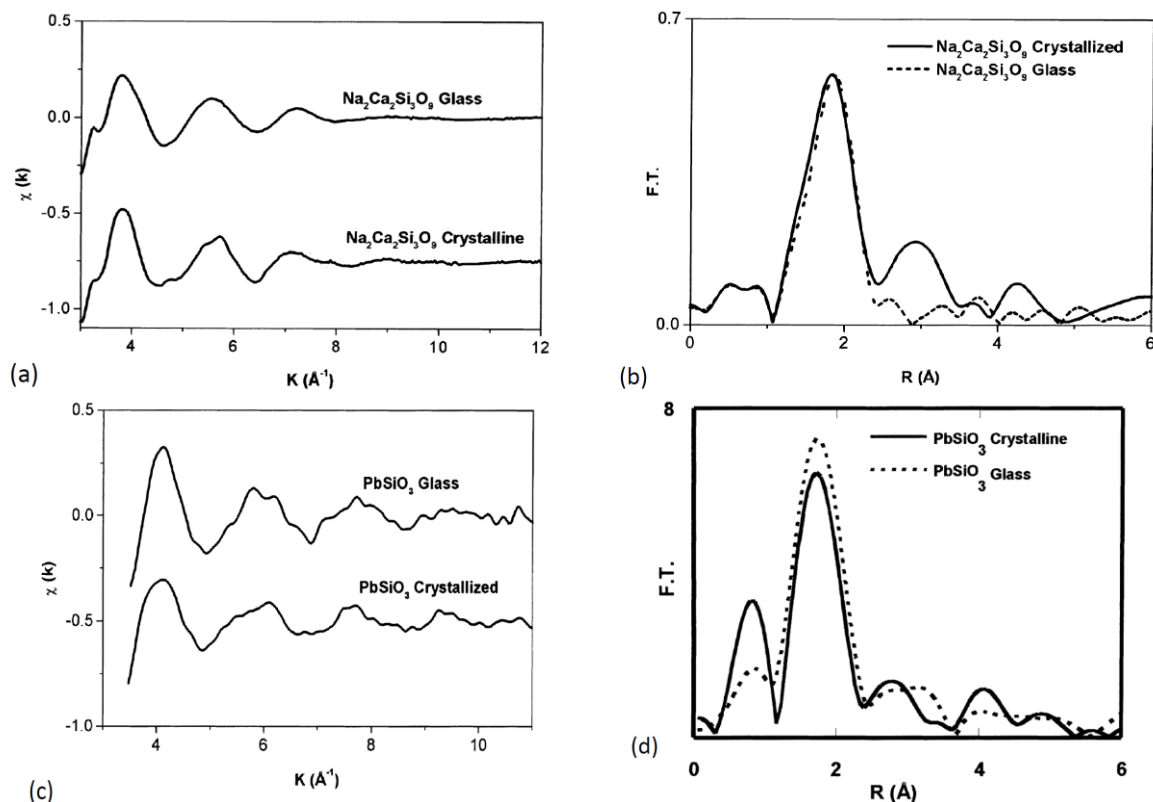 0.5
0.0
-0.5
-1.0
χ (k)
Na₂Ca₂Si₃O₉ Glass
Na₂Ca₂Si₃O₉ Crystalline
4 6 8 10 12
K (Å⁻¹)
(a)
0.7
0.0
F.T.
Na₂Ca₂Si₃O₉ Crystallized
Na₂Ca₂Si₃O₉ Glass
0 2 4 6
R (Å)
(b)
0.5
0.0
-0.5
-1.0
χ (k)
PbSiO₃ Glass
PbSiO₃ Crystallized
4 6 8 10
K (Å⁻¹)
(c)
8
F.T.
PbSiO₃ Crystalline
PbSiO₃ Glass
0 2 4 6
R (Å)
(d)